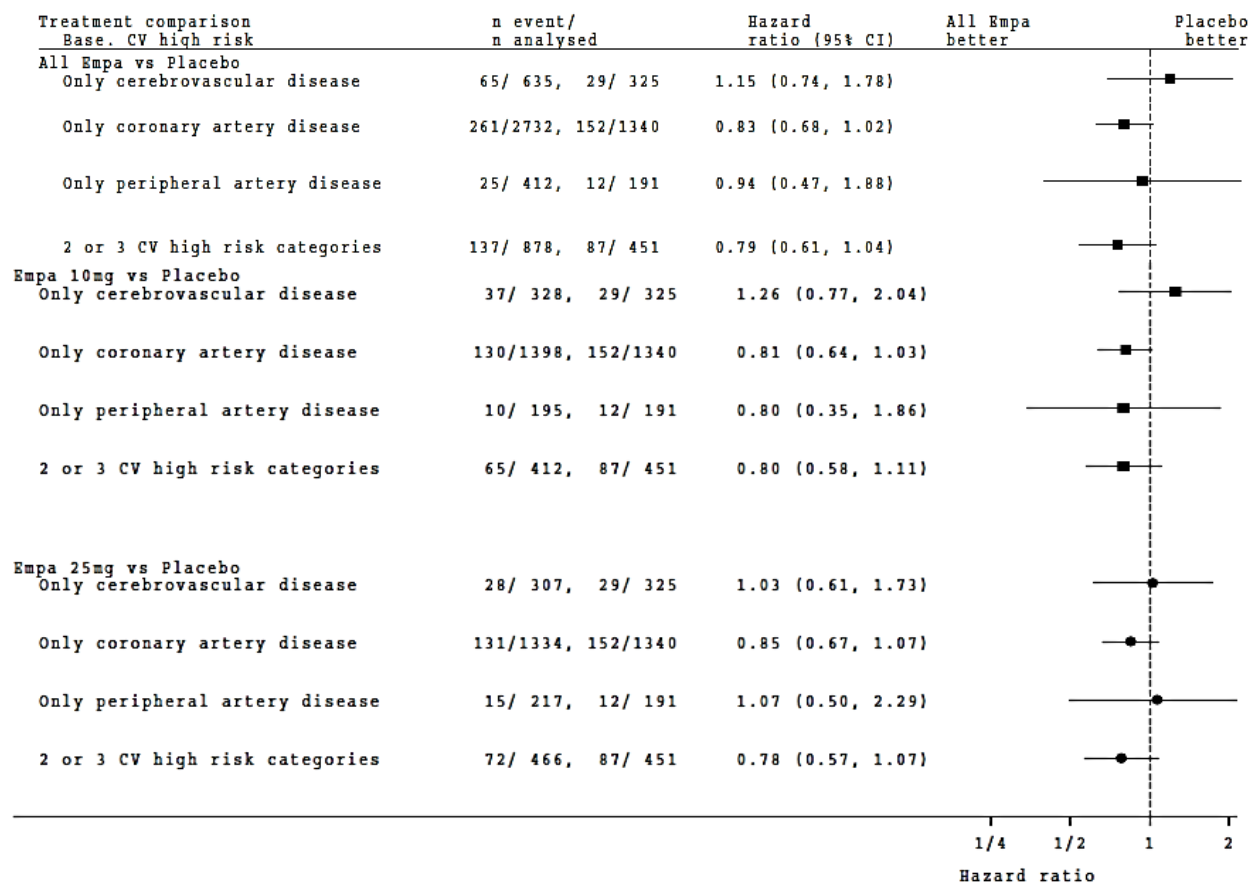 Treatment comparison n event/ Hazard All Empa Placebo
Base. CV high risk n analysed ratio (95% CI) better better
All Empa vs Placebo
Only cerebrovascular disease 65/ 635, 29/ 325 1.15 (0.74, 1.78)
Only coronary artery disease 261/2732, 152/1340 0.83 (0.68, 1.02)
Only peripheral artery disease 25/ 412, 12/ 191 0.94 (0.47, 1.88)
2 or 3 CV high risk categories 137/ 878, 87/ 451 0.79 (0.61, 1.04)
Empa 10mg vs Placebo
Only cerebrovascular disease 37/ 328, 29/ 325 1.26 (0.77, 2.04)
Only coronary artery disease 130/1398, 152/1340 0.81 (0.64, 1.03)
Only peripheral artery disease 10/ 195, 12/ 191 0.80 (0.35, 1.86)
2 or 3 CV high risk categories 65/ 412, 87/ 451 0.80 (0.58, 1.11)
Empa 25mg vs Placebo
Only cerebrovascular disease 28/ 307, 29/ 325 1.03 (0.61, 1.73)
Only coronary artery disease 131/1334, 152/1340 0.85 (0.67, 1.07)
Only peripheral artery disease 15/ 217, 12/ 191 1.07 (0.50, 2.29)
2 or 3 CV high risk categories 72/ 466, 87/ 451 0.78 (0.57, 1.07)
1/4 1/2 1 2
Hazard ratio